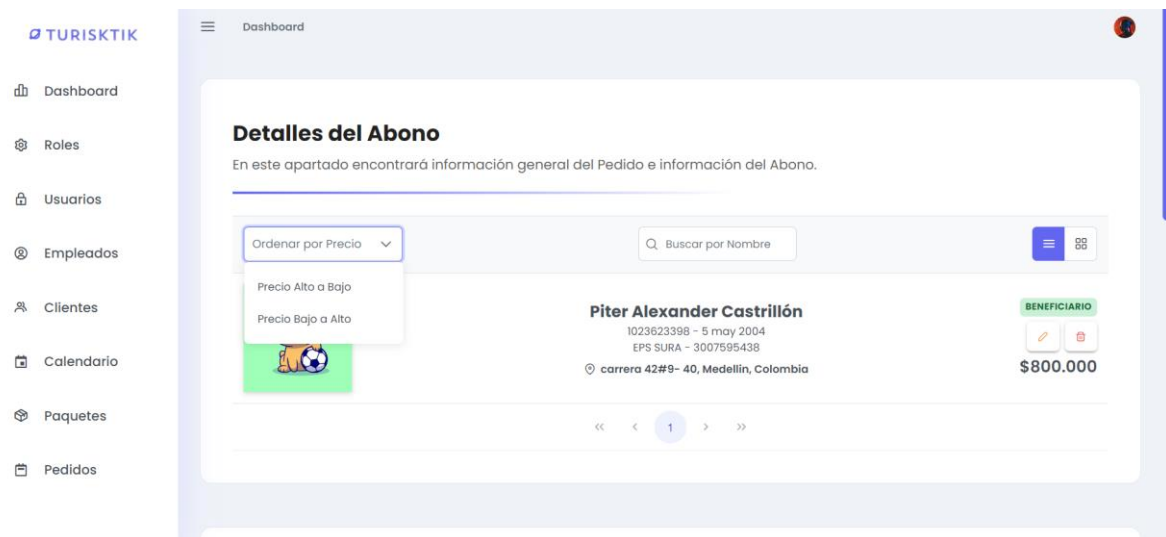 TURISKTIK
Dashboard
Dashboard
Roles
Usuarios
Empleados
Clientes
Calendario
Paquetes
Pedidos
Detalles del Abono
En este apartado encontrará información general del Pedido e información del Abono.
Ordenar por Precio
Buscar por Nombre
Precio Alto a Bajo
Precio Bajo a Alto
Piter Alexander Castrillón
1023623398 - 5 may 2004
EPS SURA - 3007595438
carrera 42#9- 40, Medellin, Colombia
BENEFICIARIO
$800.000
<< < 1 > >>